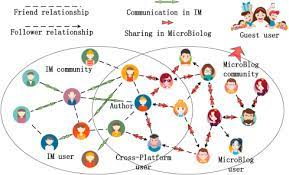 Friend relationship
Communication in IM
Follower relationship
Sharing in MicroBiolog
Guest user
IM community
MicroBlog
community
Author
IM user
Cross-Platform
user
MicroBlog
user